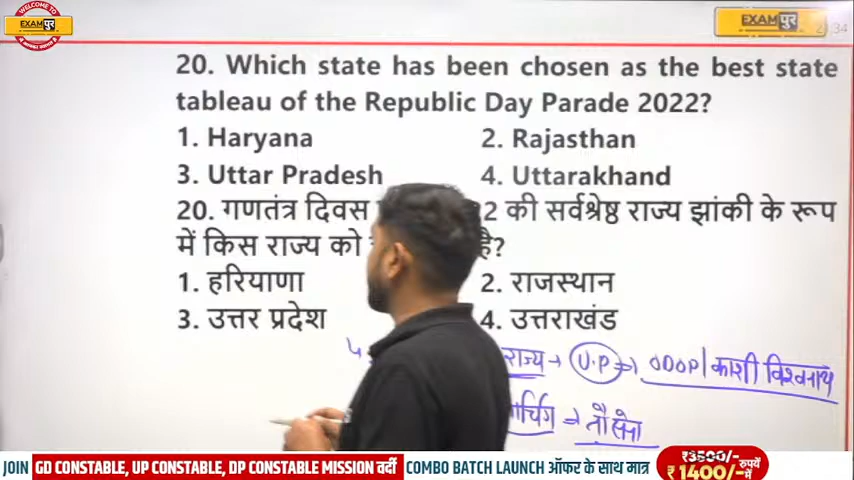 WELCOME TO
EXAMपुर
EXAMपुर
20. Which state has been chosen as the best state
tableau of the Republic Day Parade 2022?
1. Haryana 2. Rajasthan
3. Uttar Pradesh 4. Uttarakhand
20. गणतंत्र दिवस 2 की सर्वश्रेष्ठ राज्य झांकी के रूप
में किस राज्य को है?
1. हरियाणा 2. राजस्थान
3. उत्तर प्रदेश 4. उत्तराखंड
राज्य → U.P ⇒ ODOP/काशी विश्वनाथ
मार्चिंग ⇒ नौसेना
JOIN GD CONSTABLE, UP CONSTABLE, DP CONSTABLE MISSION वर्दी COMBO BATCH LAUNCH ऑफर के साथ मात्र ₹3500/- ₹1400/- रुपयें में